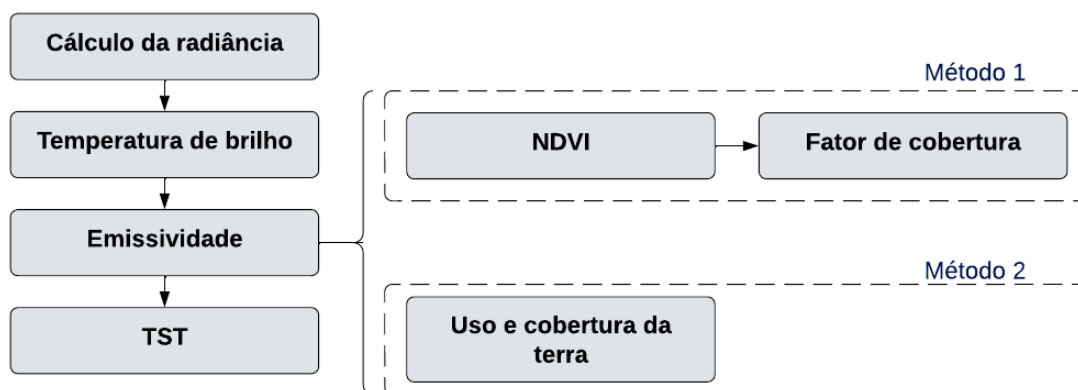 Cálculo da radiância
Temperatura de brilho
Emissividade
TST
Método 1
NDVI
Fator de cobertura
Método 2
Uso e cobertura da
terra